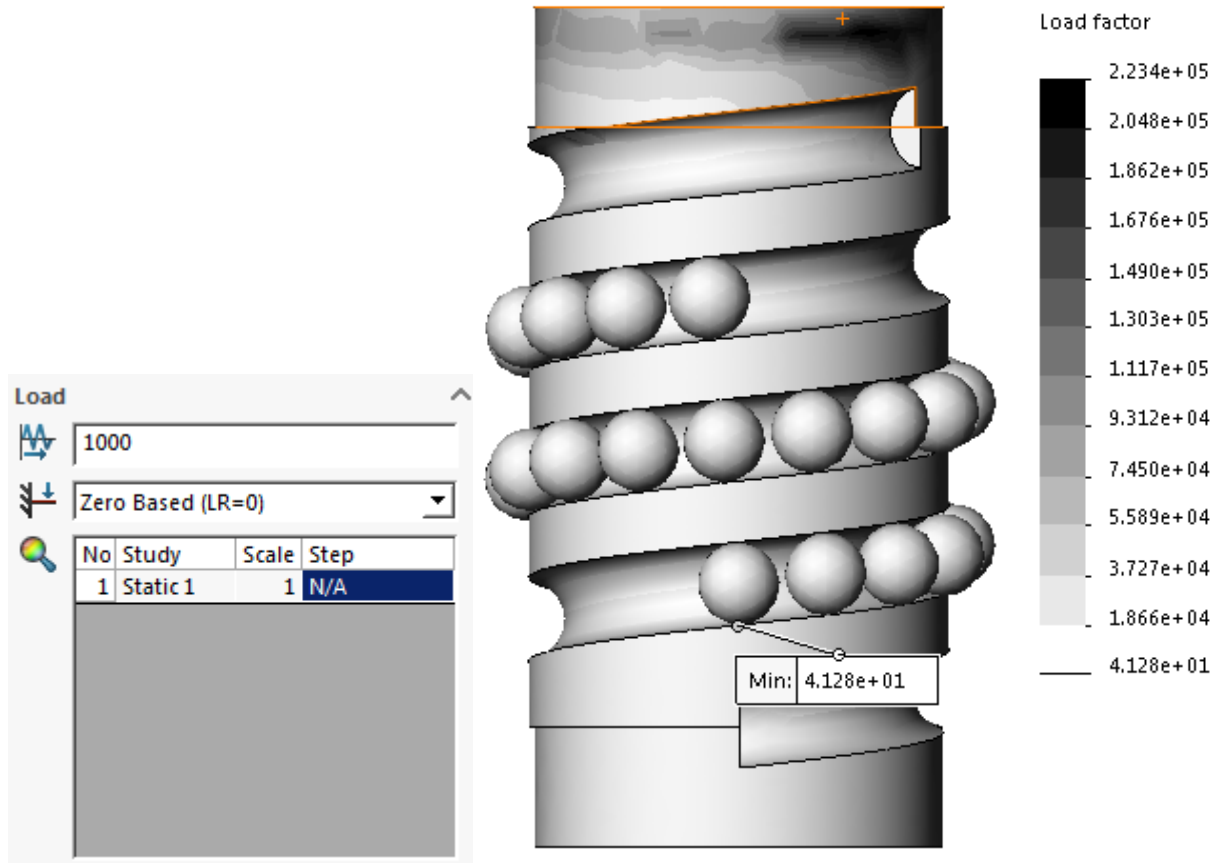 Load
1000
Zero Based (LR=0)
No Study Scale Step
1 Static 1 1 N/A
Min: 4.128e+01
Load factor
2.234e+05
2.048e+05
1.862e+05
1.676e+05
1.490e+05
1.303e+05
1.117e+05
9.312e+04
7.450e+04
5.589e+04
3.727e+04
1.866e+04
4.128e+01